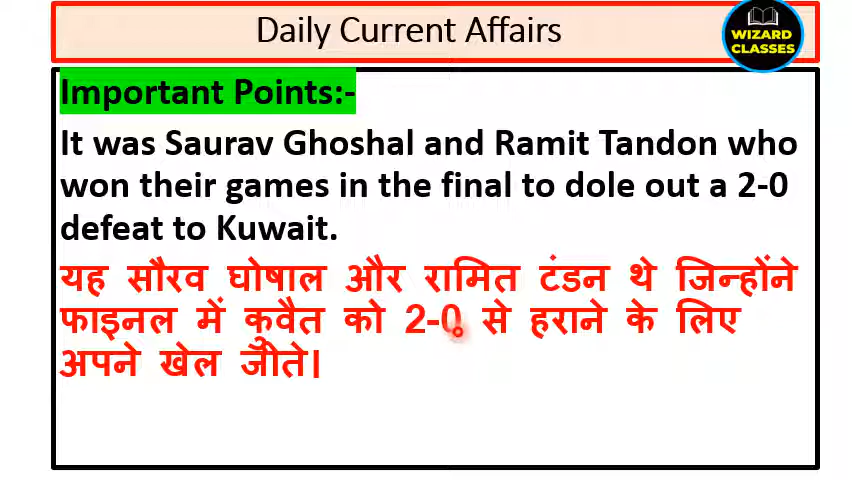 Daily Current Affairs
WIZARD
CLASSES
Important Points:-
It was Saurav Ghoshal and Ramit Tandon who
won their games in the final to dole out a 2-0
defeat to Kuwait.
यह सौरव घोषाल और रामित टंडन थे जिन्होंने
फाइनल में कुवैत को 2-0 से हराने के लिए
अपने खेल जीते।